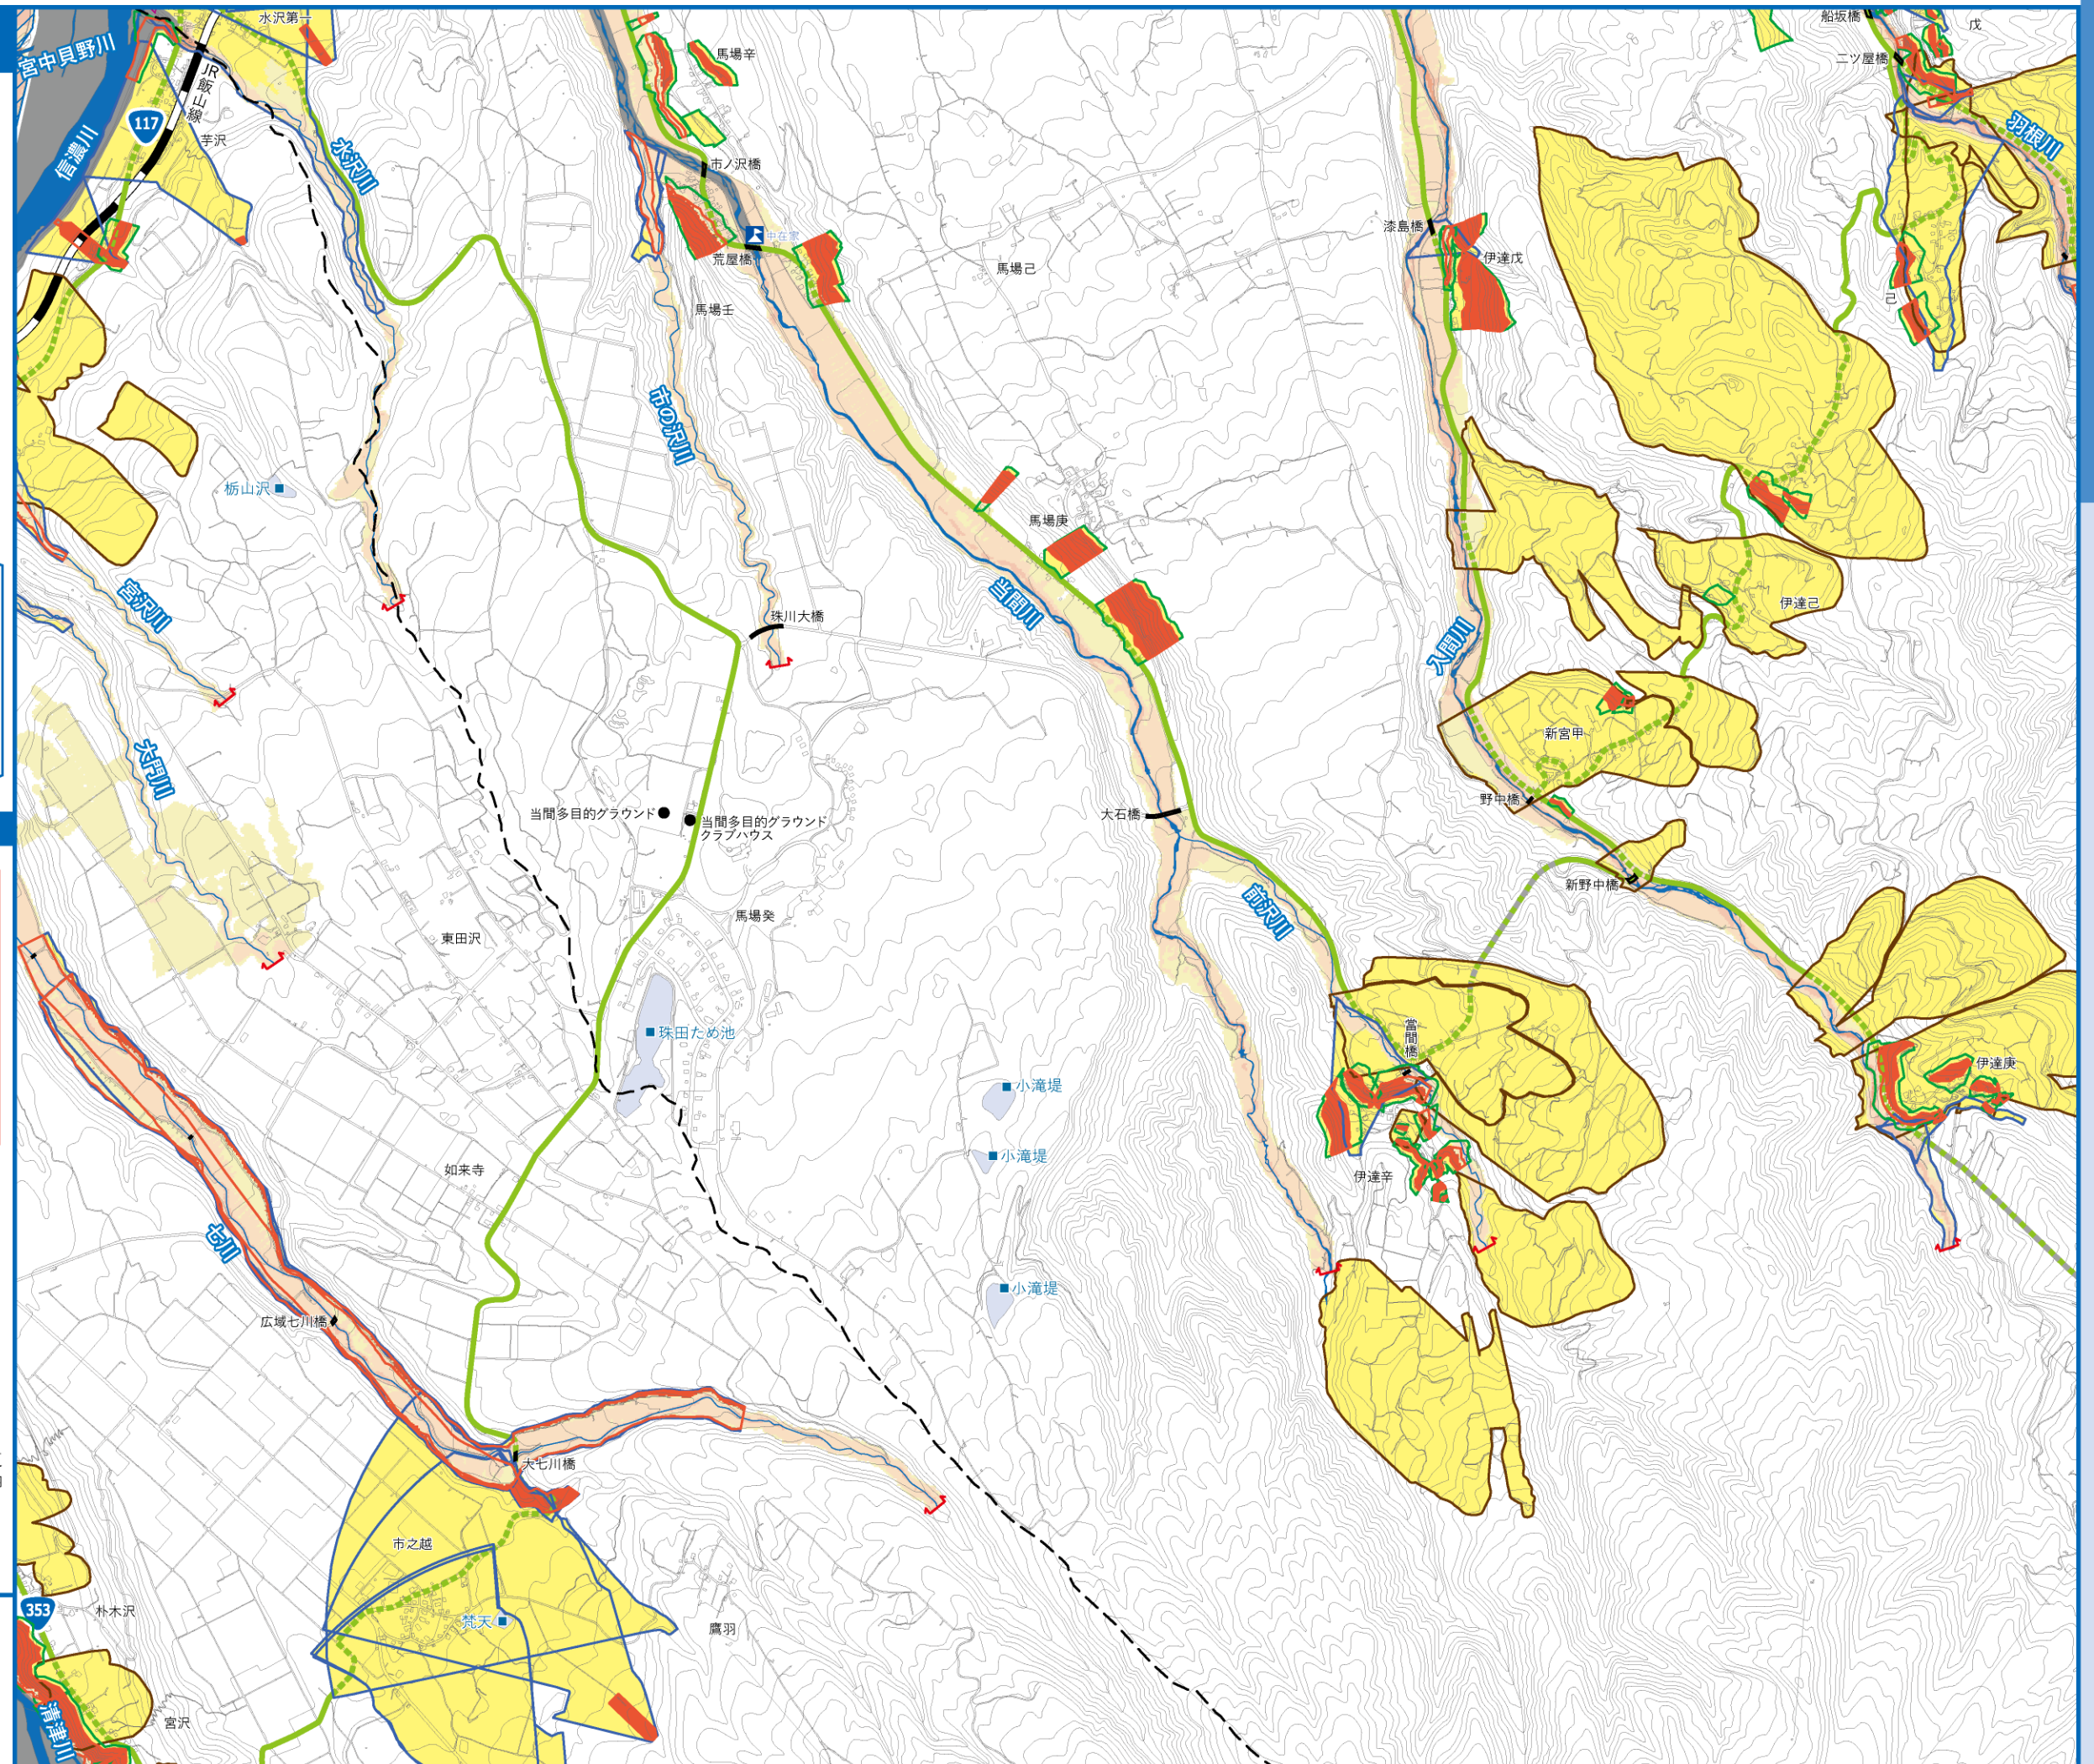 水沢第一
船坂橋
戊
宮中貝野川
馬場辛
二ツ屋橋
JR飯山線
117
芋沢
信濃川
水沢川
羽根川
市ノ沢橋
中在家
荒屋橋
漆島橋
伊達戊
馬場己
馬場壬
己
市の沢川
栃山沢
馬場庚
宮沢川
当間川
珠川大橋
伊達己
入間川
新宮甲
大門川
野中橋
当間多目的グラウンド
当間多目的グラウンド
クラブハウス
大石橋
新野中橋
前沢川
馬場発
東田沢
珠田ため池
當間橋
伊達庚
小滝堤
小滝堤
如来寺
伊達辛
七川
小滝堤
広域七川橋
大七川橋
市之越
353
朴木沢
梵天
鷹羽
清津川
宮沢